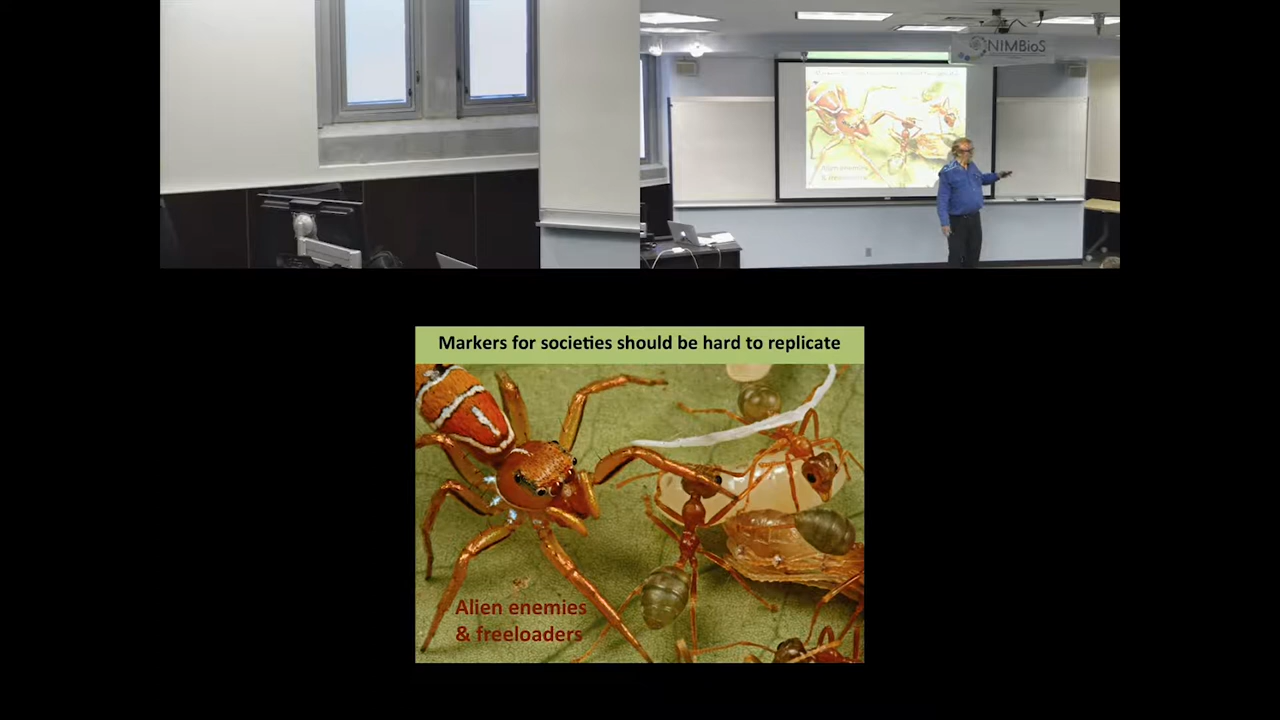 NIMBioS
Markers for societies should be hard to replicate
Alien enemies
& freeloaders